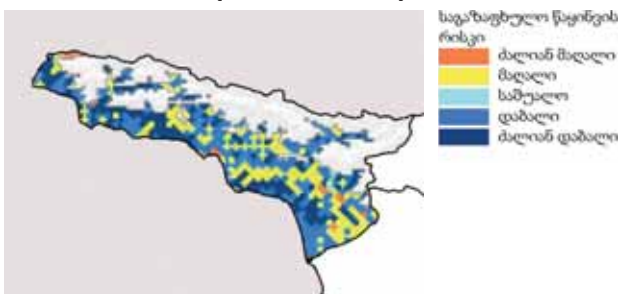 საგაზაფხულო წაყინვის
რისკი
ძალიან მაღალი
მაღალი
საშუალო
დაბალი
ძალიან დაბალი